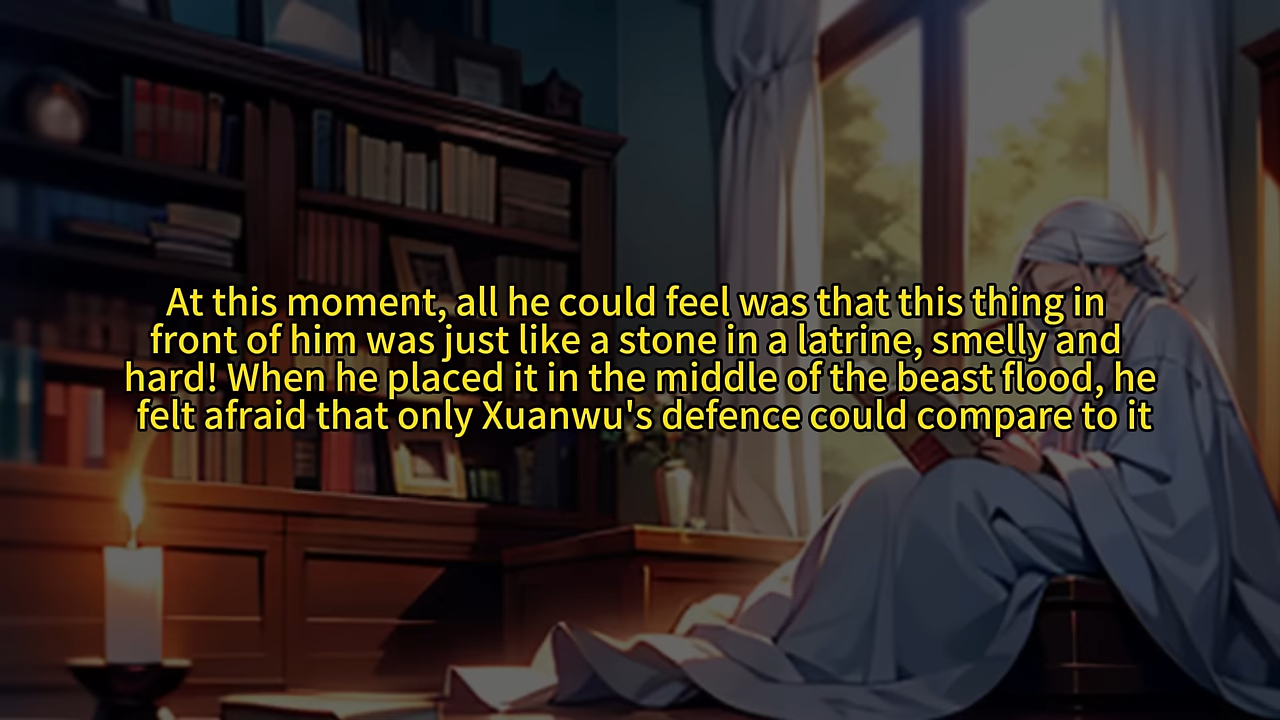 At this moment, all he could feel was that this thing in
front of him was just like a stone in a latrine, smelly and
hard! When he placed it in the middle of the beast flood, he
felt afraid that only Xuanwu's defence could compare to it